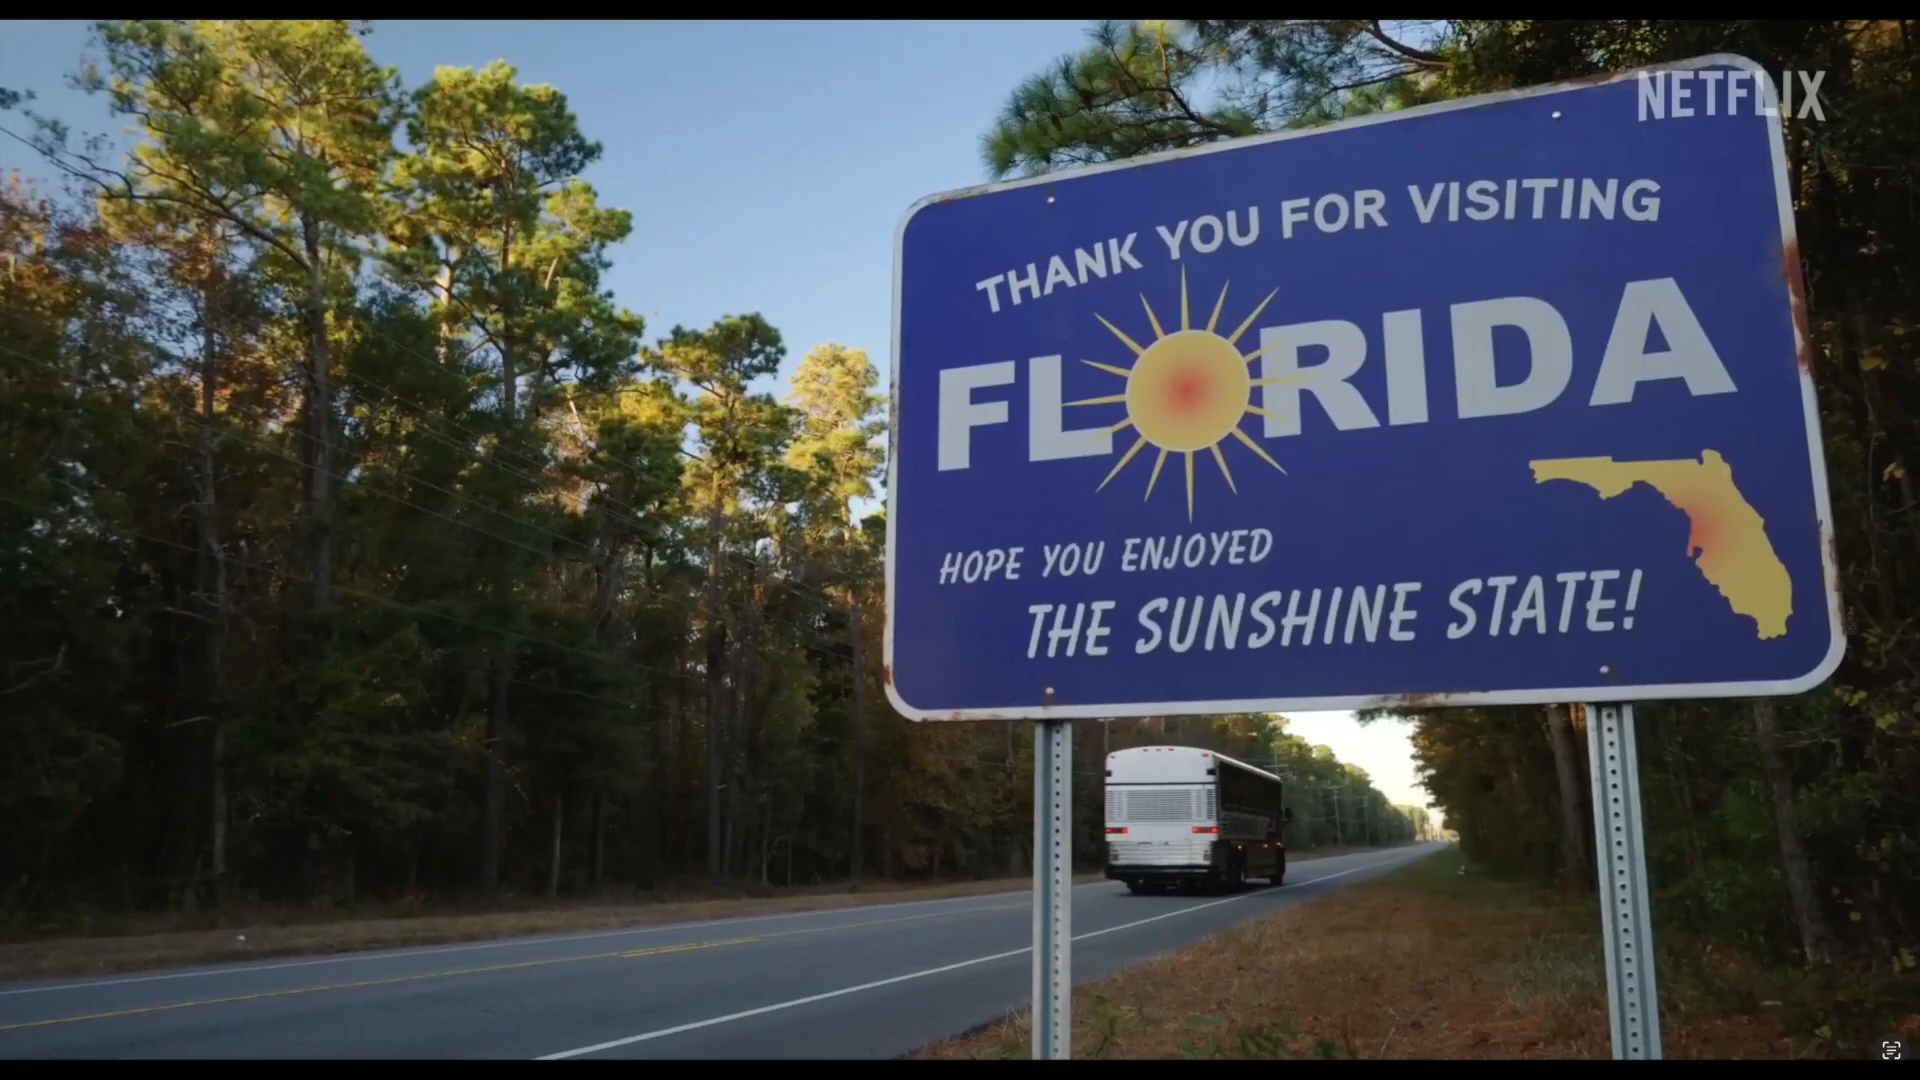 NETFLIX
THANK YOU FOR VISITING
FLORIDA
HOPE YOU ENJOYED
THE SUNSHINE STATE!